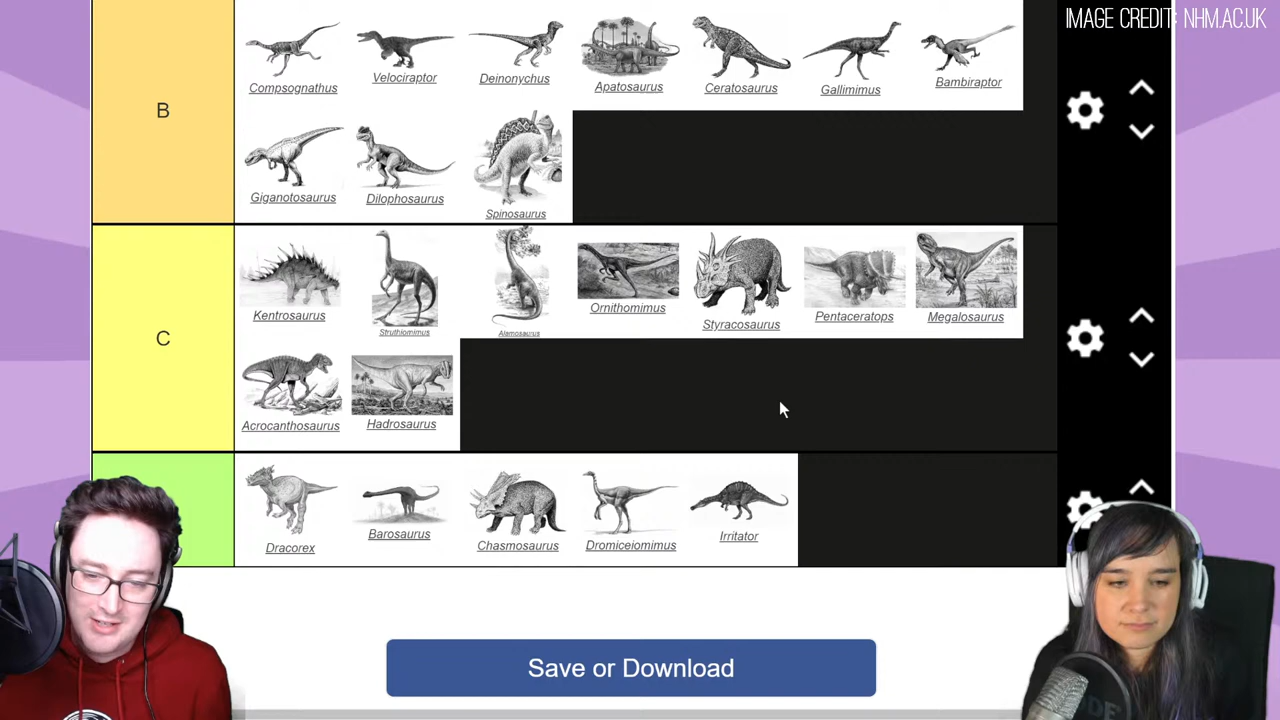 IMAGE CREDIT: NHM.AC.UK
B
Compsognathus
Velociraptor
Deinonychus
Apatosaurus
Ceratosaurus
Gallimimus
Bambiraptor
Giganotosaurus
Dilophosaurus
Spinosaurus
C
Kentrosaurus
Struthiomimus
Alamosaurus
Ornithomimus
Styracosaurus
Pentaceratops
Megalosaurus
Acrocanthosaurus
Hadrosaurus
Dracorex
Barosaurus
Chasmosaurus
Dromiceiomimus
Irritator
Save or Download